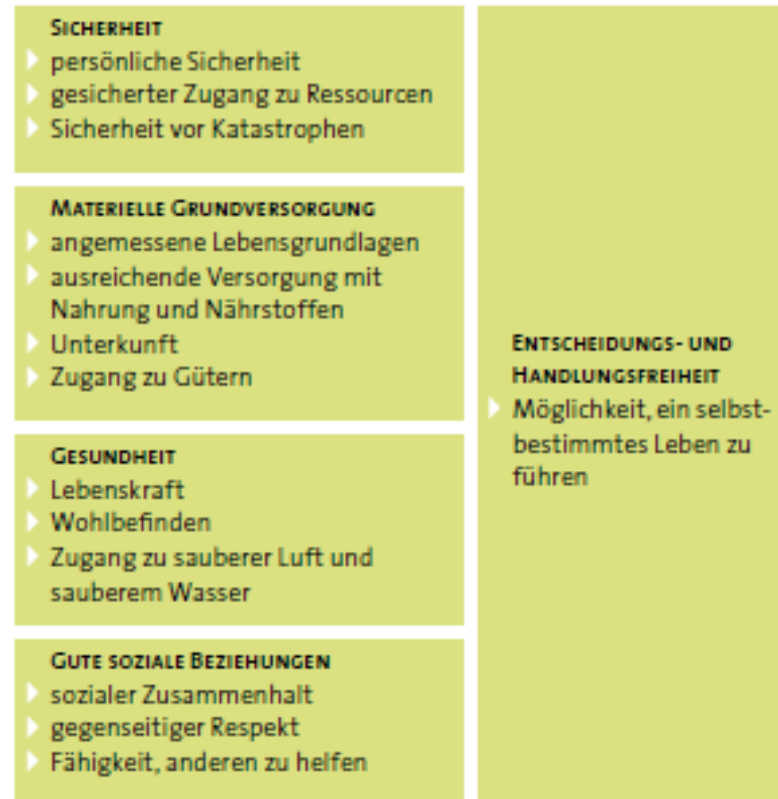 SICHERHEIT
persönliche Sicherheit
gesicherter Zugang zu Ressourcen
Sicherheit vor Katastrophen
MATERIELLE GRUNDVERSORGUNG
angemessene Lebensgrundlagen
ausreichende Versorgung mit
Nahrung und Nährstoffen
Unterkunft
Zugang zu Gütern
GESUNDHEIT
Lebenskraft
Wohlbefinden
Zugang zu sauberer Luft und
sauberem Wasser
GUTE SOZIALE BEZIEHUNGEN
sozialer Zusammenhalt
gegenseitiger Respekt
Fähigkeit, anderen zu helfen
ENTSCHEIDUNGS- UND
HANDLUNGSFREIHEIT
Möglichkeit, ein selbst-
bestimmtes Leben zu
führen